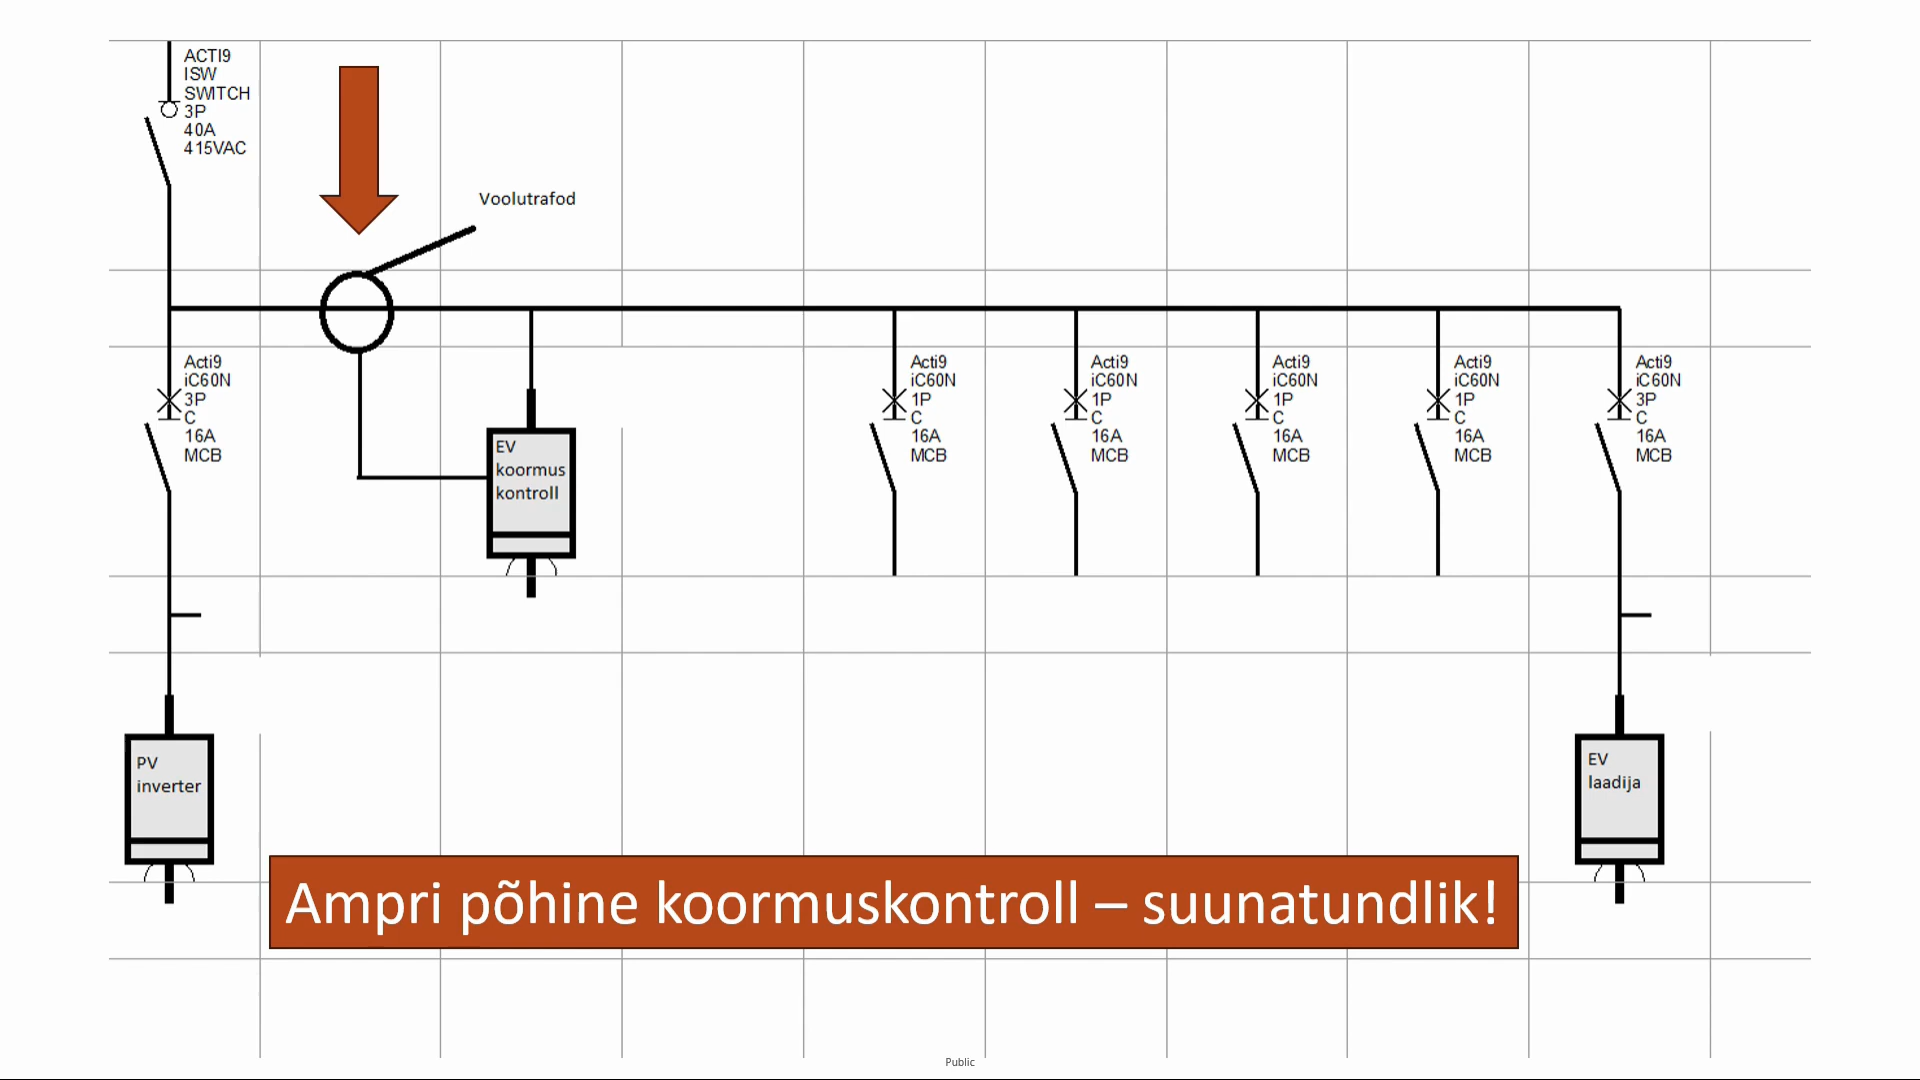 ACTI9
ISW
SWITCH
3P
40A
415VAC
Voolutrafod
Acti9
iC60N
3P
C
16A
MCB
EV
koormus
kontroll
Acti9
iC60N
1P
C
16A
MCB
Acti9
iC60N
1P
C
16A
MCB
Acti9
iC60N
1P
C
16A
MCB
Acti9
iC60N
1P
C
16A
MCB
Acti9
iC60N
3P
C
16A
MCB
PV
inverter
EV
laadija
Ampri põhine koormuskontroll – suunatundlik!
Public